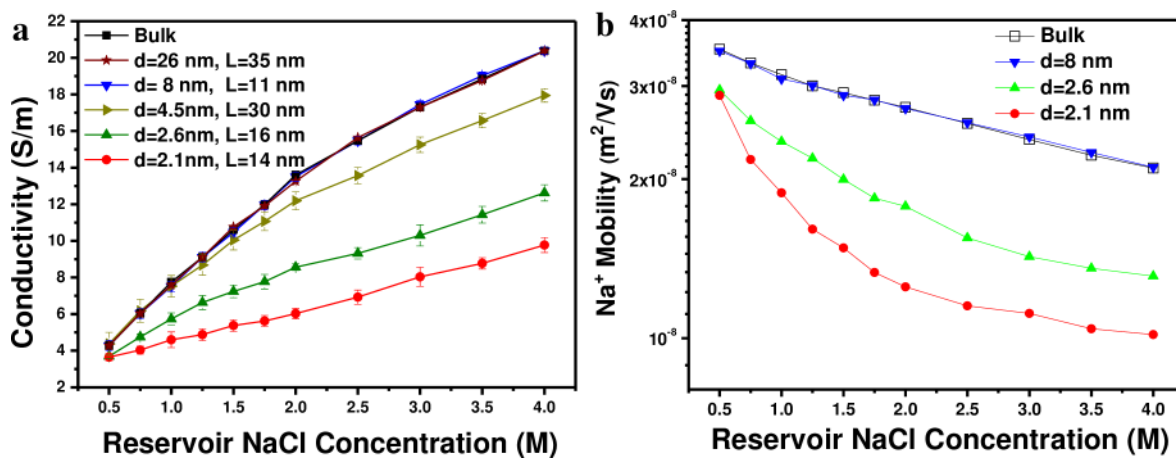 a
22
20
18
16
14
12
10
8
6
4
2
Conductivity (S/m)
Bulk
d=26 nm, L=35 nm
d= 8 nm, L=11 nm
d=4.5nm, L=30 nm
d=2.6nm, L=16 nm
d=2.1nm, L=14 nm
0.5 1.0 1.5 2.0 2.5 3.0 3.5 4.0
Reservoir NaCl Concentration (M)
b
4x10⁻⁸
3x10⁻⁸
2x10⁻⁸
10⁻⁸
Na⁺ Mobility (m²/Vs)
Bulk
d=8 nm
d=2.6 nm
d=2.1 nm
0.5 1.0 1.5 2.0 2.5 3.0 3.5 4.0
Reservoir NaCl Concentration (M)